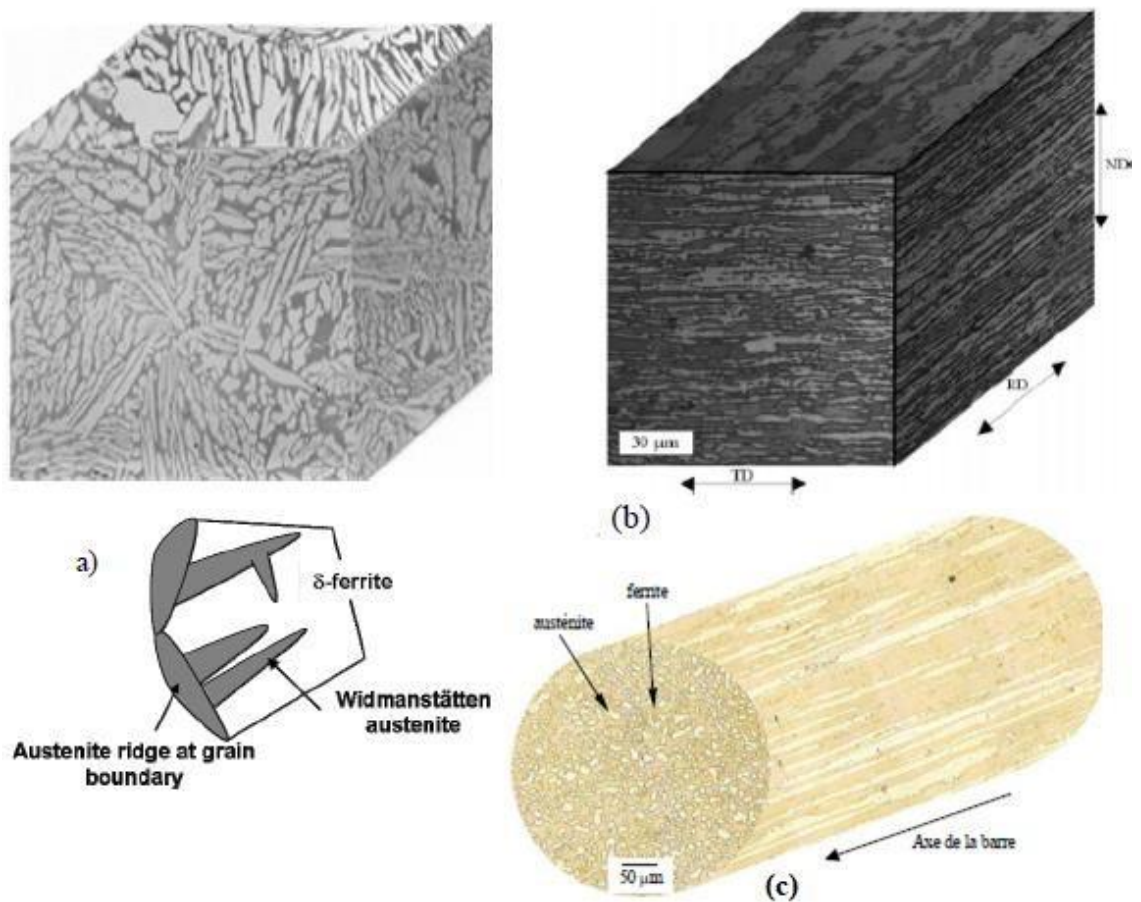 ND
RD
30 μm
TD
(b)
a)
δ-ferrite
Widmanstätten
austenite
Austenite ridge at grain
boundary
ferrite
austénite
Axe de la barre
50 μm
(c)